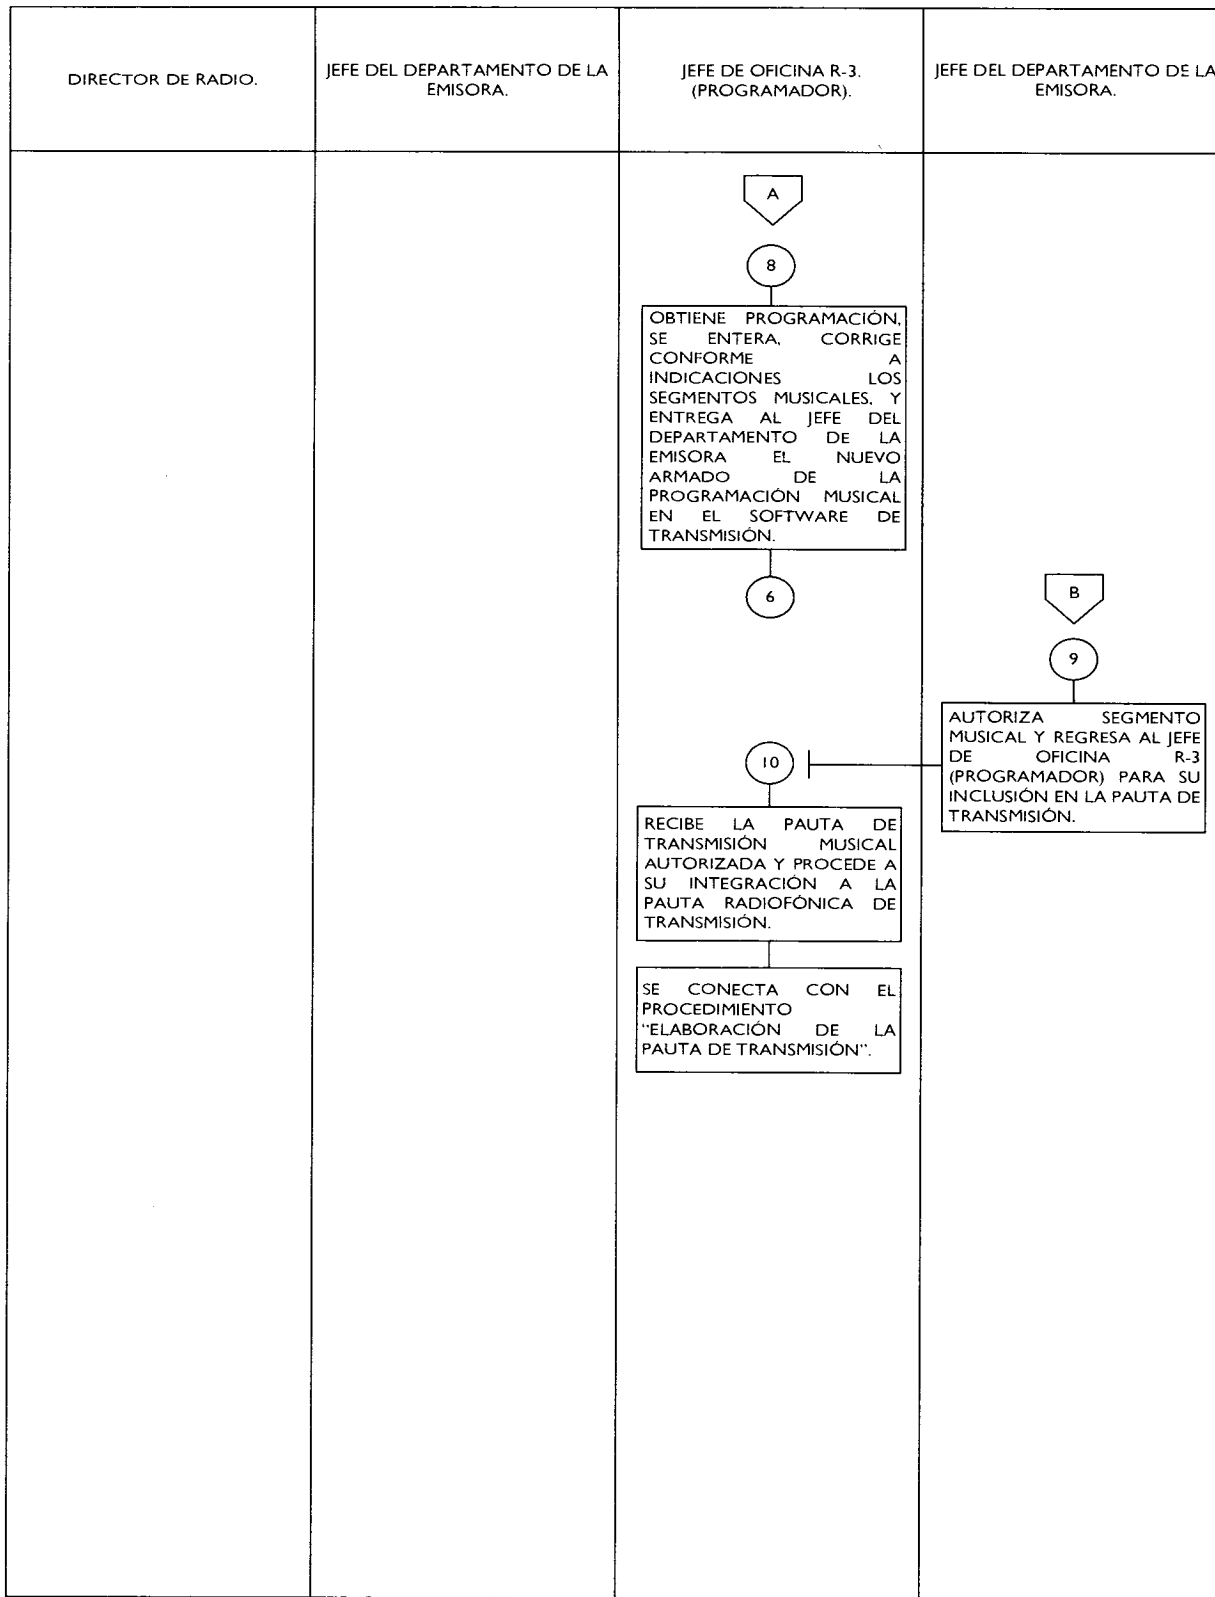 DIRECTOR DE RADIO.
JEFE DEL DEPARTAMENTO DE LA
EMISORA.
JEFE DE OFICINA R-3.
(PROGRAMADOR).
JEFE DEL DEPARTAMENTO DE LA
EMISORA.
A
8
OBTIENE PROGRAMACIÓN,
SE ENTERA, CORRIGE
CONFORME A
INDICACIONES LOS
SEGMENTOS MUSICALES, Y
ENTREGA AL JEFE DEL
DEPARTAMENTO DE LA
EMISORA EL NUEVO
ARMADO DE LA
PROGRAMACIÓN MUSICAL
EN EL SOFTWARE DE
TRANSMISIÓN.
6
B
9
AUTORIZA SEGMENTO
MUSICAL Y REGRESA AL JEFE
DE OFICINA R-3
(PROGRAMADOR) PARA SU
INCLUSIÓN EN LA PAUTA DE
TRANSMISIÓN.
10
RECIBE LA PAUTA DE
TRANSMISIÓN MUSICAL
AUTORIZADA Y PROCEDE A
SU INTEGRACIÓN A LA
PAUTA RADIOFÓNICA DE
TRANSMISIÓN.
SE CONECTA CON EL
PROCEDIMIENTO
"ELABORACIÓN DE LA
PAUTA DE TRANSMISIÓN".